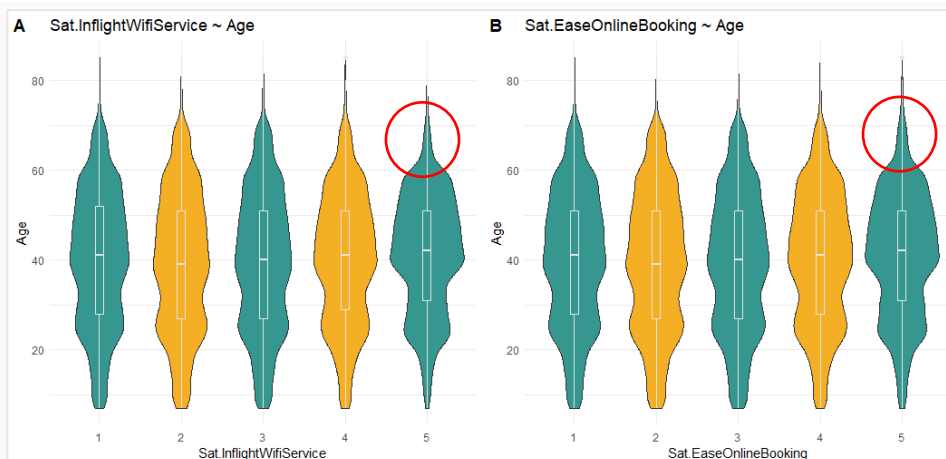 A Sat.InflightWifiService ~ Age
80
60
40
20
Age
1 2 3 4 5
Sat.InflightWifiService
B Sat.EaseOnlineBooking ~ Age
80
60
40
20
Age
1 2 3 4 5
Sat.EaseOnlineBooking